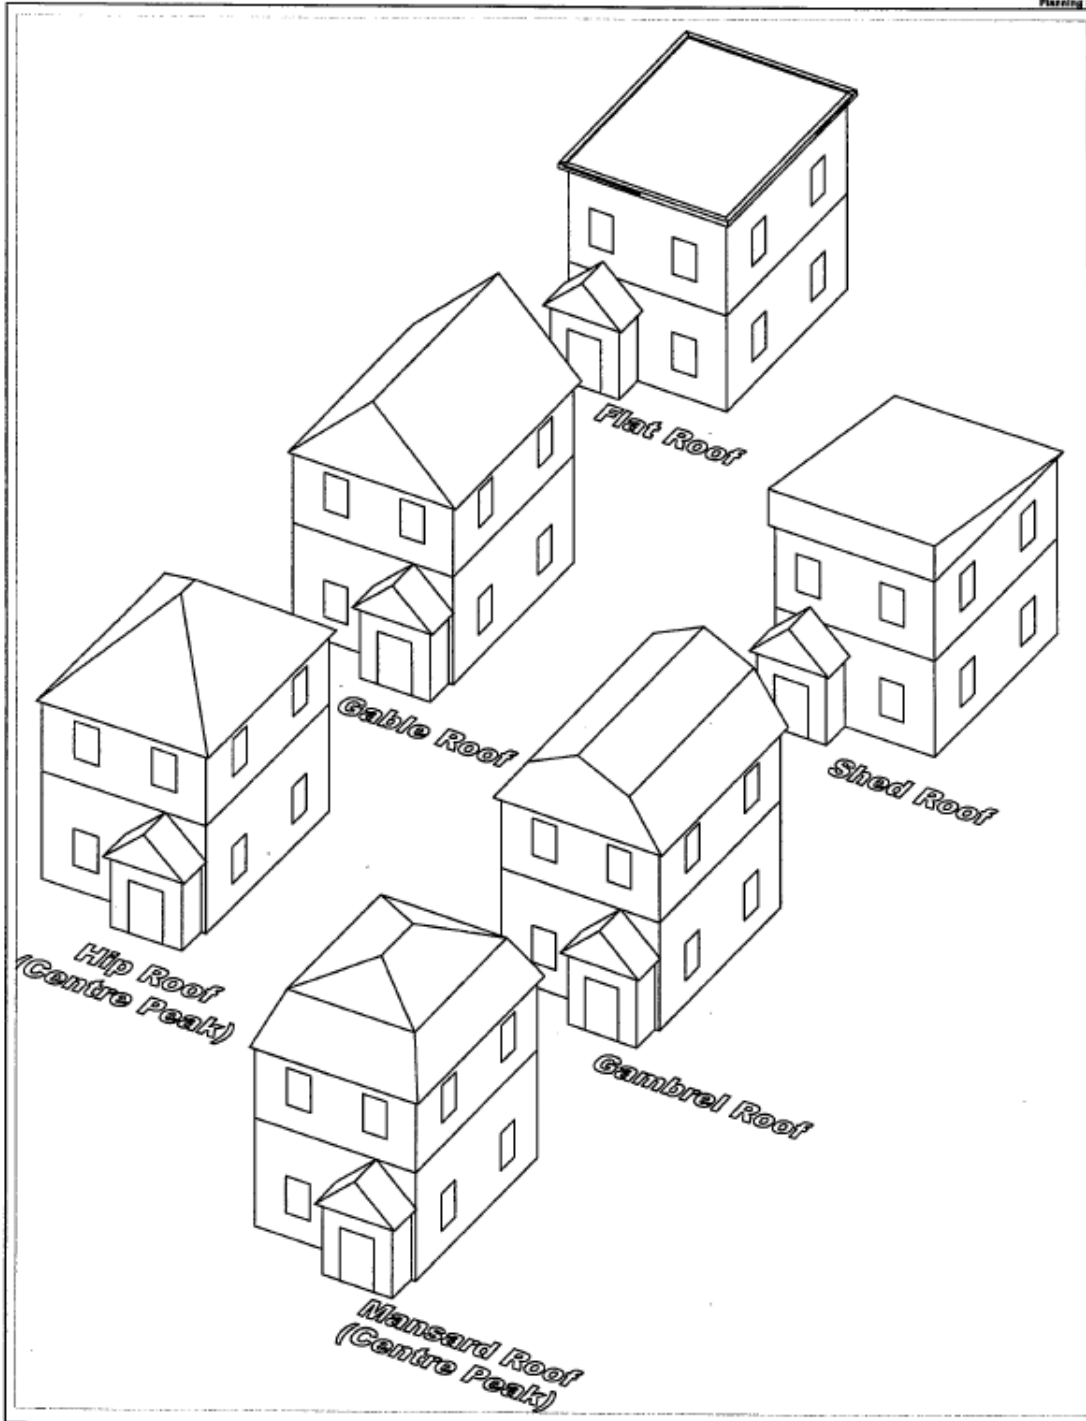 Planning
Flat Roof
Gable Roof
Shed Roof
Hip Roof
(Centre Peak)
Gambrel Roof
Mansard Roof
(Centre Peak)